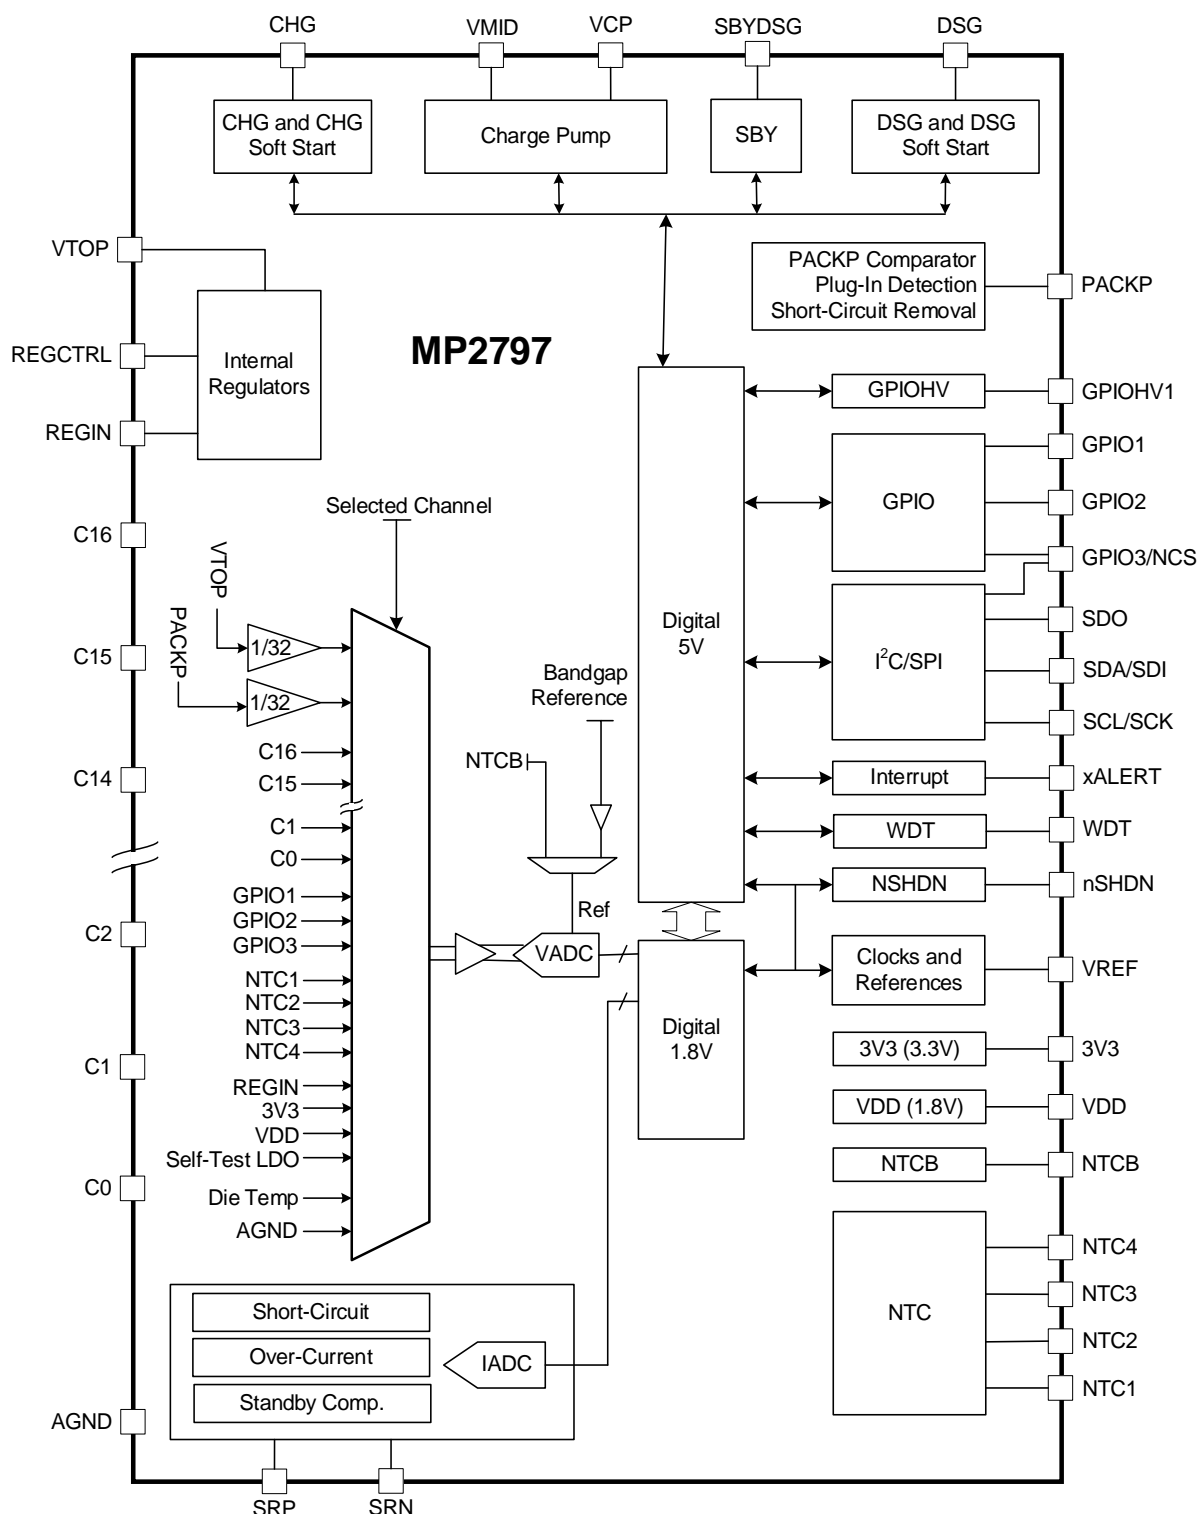 CHG
VMID
VCP
SBYDSG
DSG
CHG and CHG
Soft Start
Charge Pump
SBY
DSG and DSG
Soft Start
VTOP
REGCTRL
REGIN
Internal
Regulators
MP2797
PACKP Comparator
Plug-In Detection
Short-Circuit Removal
PACKP
GPIOHV
GPIOHV1
GPIO
GPIO1
GPIO2
GPIO3/NCS
I²C/SPI
SDO
SDA/SDI
SCL/SCK
Interrupt
xALERT
WDT
WDT
NSHDN
nSHDN
Clocks and
References
VREF
3V3 (3.3V)
3V3
VDD (1.8V)
VDD
NTCB
NTCB
NTC
NTC4
NTC3
NTC2
NTC1
Digital
5V
Digital
1.8V
C16
C15
C14
C2
C1
C0
AGND
Selected Channel
VTOP
PACKP
1/32
1/32
C16
C15
C1
C0
GPIO1
GPIO2
GPIO3
NTC1
NTC2
NTC3
NTC4
REGIN
3V3
VDD
Self-Test LDO
Die Temp
AGND
Bandgap
Reference
NTCB
Ref
VADC
Short-Circuit
Over-Current
Standby Comp.
IADC
SRP
SRN